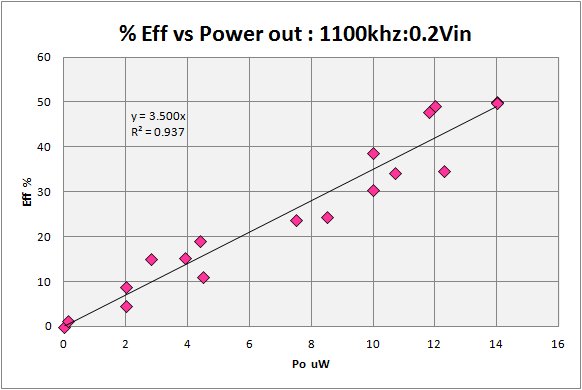 % Eff vs Power out : 1100khz:0.2Vin
60
50
40
30
20
10
0
y = 3.500x
R² = 0.937
Eff %
0 2 4 6 8 10 12 14 16
Po uW